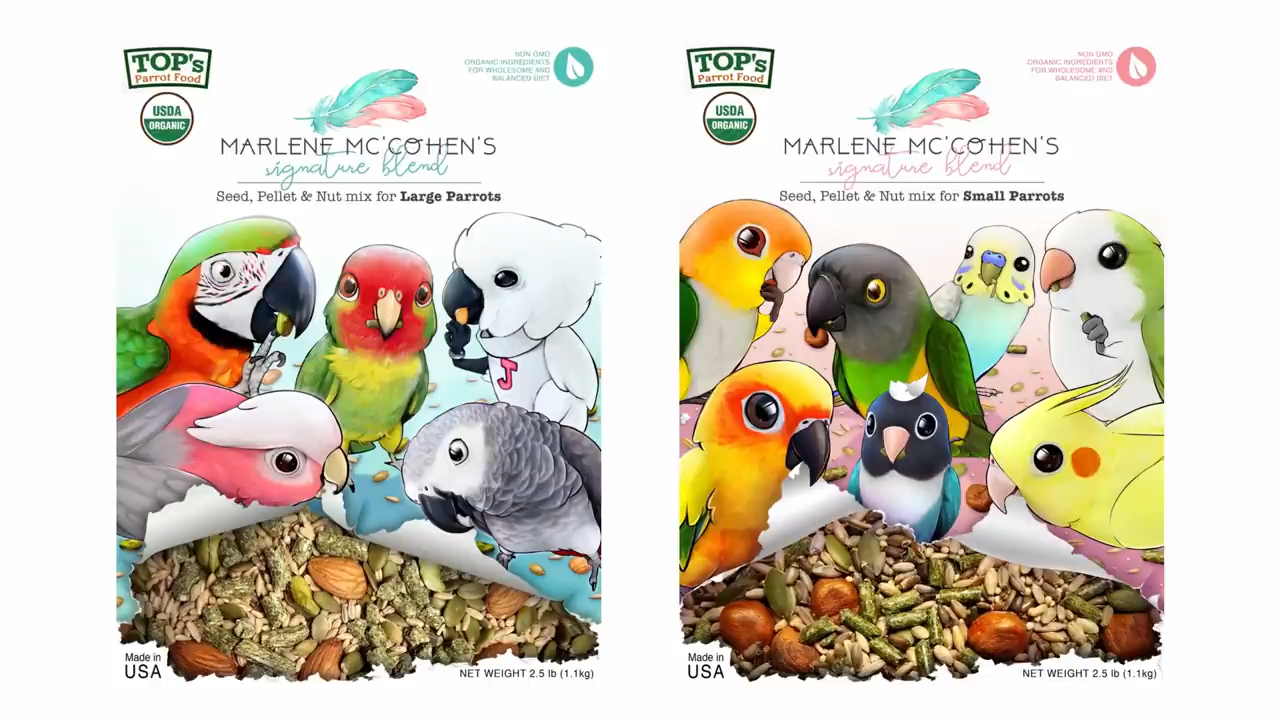 TOP's
Parrot Food
USDA
ORGANIC
NON GMO
ORGANIC INGREDIENTS
FOR WHOLESOME AND
BALANCED DIET
MARLENE MC'COHEN'S
signature blend
Seed, Pellet & Nut mix for Large Parrots
J
Made in
USA
NET WEIGHT 2.5 lb (1.1kg)
TOP's
Parrot Food
USDA
ORGANIC
NON GMO
ORGANIC INGREDIENTS
FOR WHOLESOME AND
BALANCED DIET
MARLENE MC'COHEN'S
signature blend
Seed, Pellet & Nut mix for Small Parrots
Made in
USA
NET WEIGHT 2.5 lb (1.1kg)